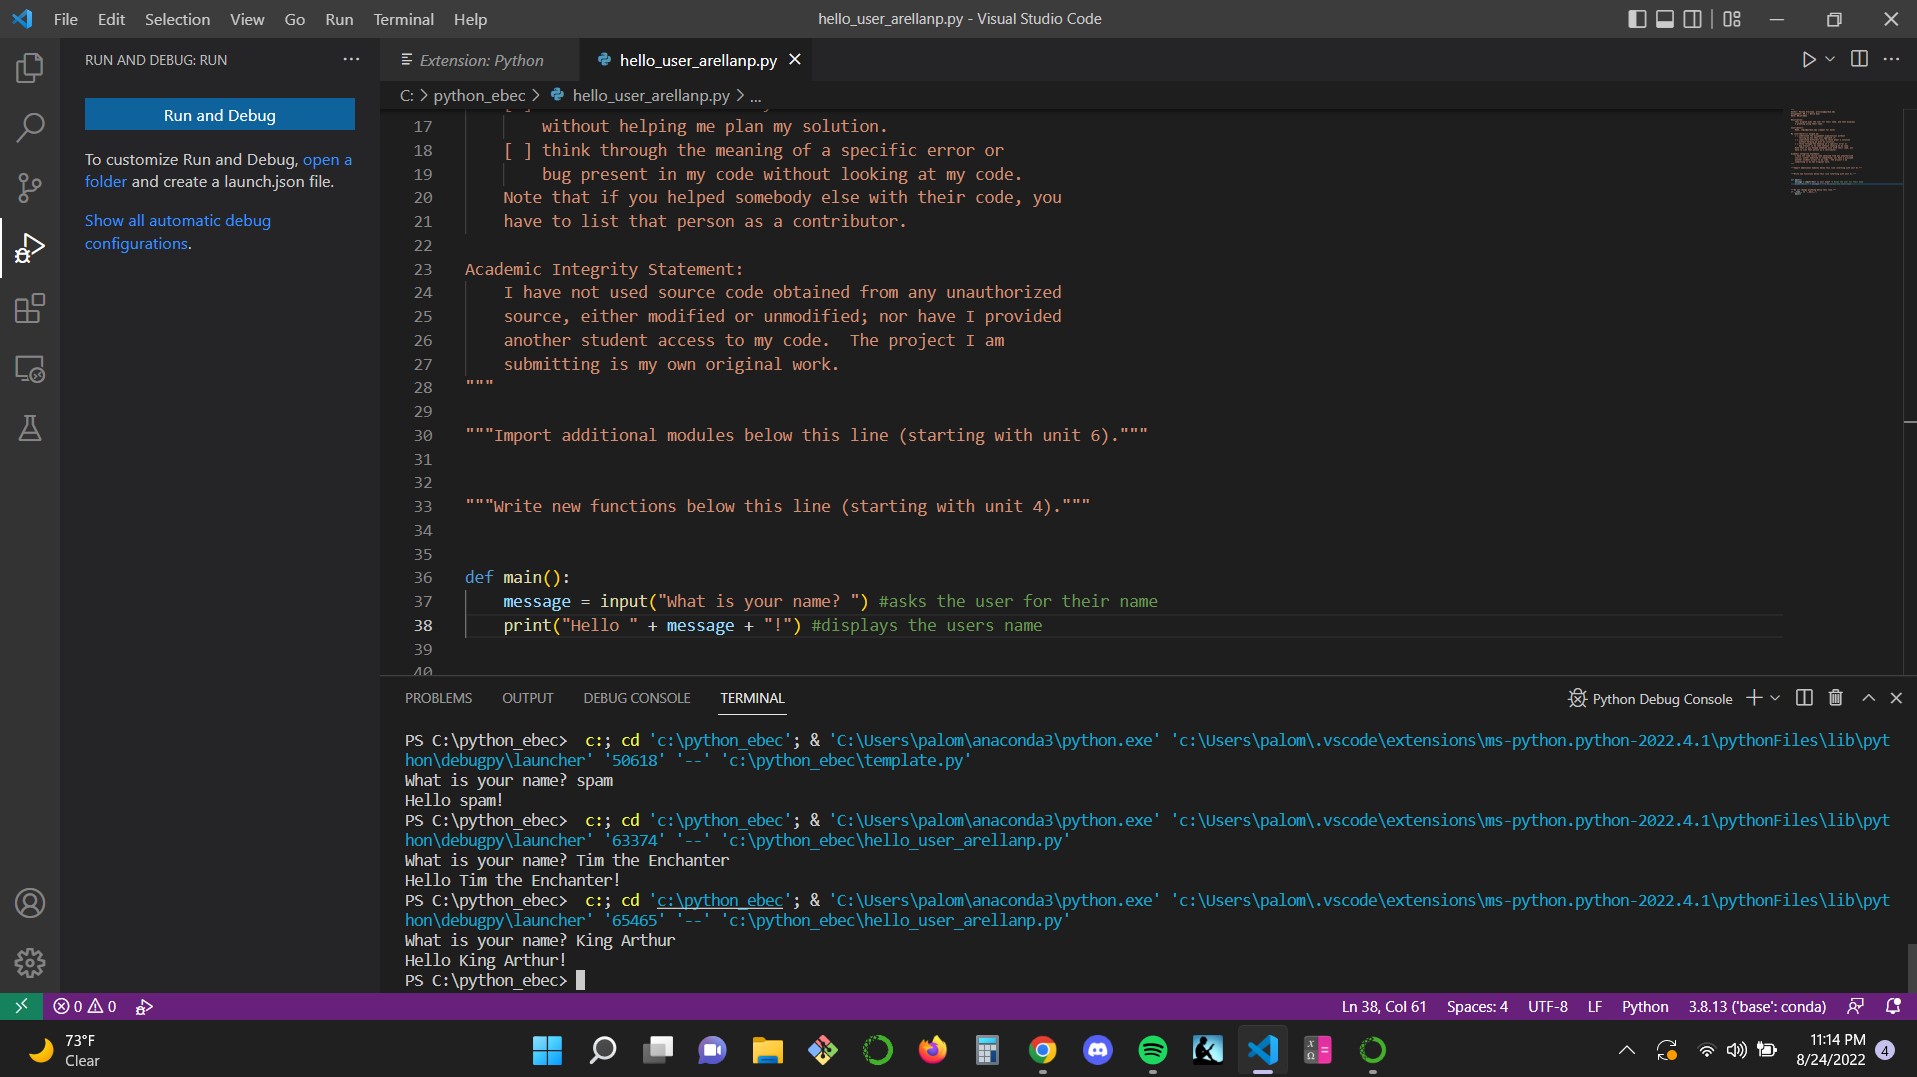 File Edit Selection View Go Run Terminal Help
hello_user_arellanp.py - Visual Studio Code
RUN AND DEBUG: RUN
Run and Debug
To customize Run and Debug, open a
folder and create a launch.json file.
Show all automatic debug
configurations.
Extension: Python
hello_user_arellanp.py
C: > python_ebec > hello_user_arellanp.py > ...
17 without helping me plan my solution.
18 [ ] think through the meaning of a specific error or
19 bug present in my code without looking at my code.
20 Note that if you helped somebody else with their code, you
21 have to list that person as a contributor.
22
23 Academic Integrity Statement:
24 I have not used source code obtained from any unauthorized
25 source, either modified or unmodified; nor have I provided
26 another student access to my code.  The project I am
27 submitting is my own original work.
28 """
29
30 """Import additional modules below this line (starting with unit 6)."""
31
32
33 """Write new functions below this line (starting with unit 4)."""
34
35
36 def main():
37 message = input("What is your name? ") #asks the user for their name
38 print("Hello " + message + "!") #displays the users name
39
40
PROBLEMS OUTPUT DEBUG CONSOLE TERMINAL
Python Debug Console
PS C:\python_ebec>  c:; cd 'c:\python_ebec'; & 'C:\Users\palom\anaconda3\python.exe' 'c:\Users\palom\.vscode\extensions\ms-python.python-2022.4.1\pythonFiles\lib\pyt
hon\debugpy\launcher' '50618' '--' 'c:\python_ebec\template.py'
What is your name? spam
Hello spam!
PS C:\python_ebec>  c:; cd 'c:\python_ebec'; & 'C:\Users\palom\anaconda3\python.exe' 'c:\Users\palom\.vscode\extensions\ms-python.python-2022.4.1\pythonFiles\lib\pyt
hon\debugpy\launcher' '63374' '--' 'c:\python_ebec\hello_user_arellanp.py'
What is your name? Tim the Enchanter
Hello Tim the Enchanter!
PS C:\python_ebec>  c:; cd 'c:\python_ebec'; & 'C:\Users\palom\anaconda3\python.exe' 'c:\Users\palom\.vscode\extensions\ms-python.python-2022.4.1\pythonFiles\lib\pyt
hon\debugpy\launcher' '65465' '--' 'c:\python_ebec\hello_user_arellanp.py'
What is your name? King Arthur
Hello King Arthur!
PS C:\python_ebec>
0 0
Ln 38, Col 61 Spaces: 4 UTF-8 LF Python 3.8.13 ('base': conda)
73°F
Clear
11:14 PM
8/24/2022
4